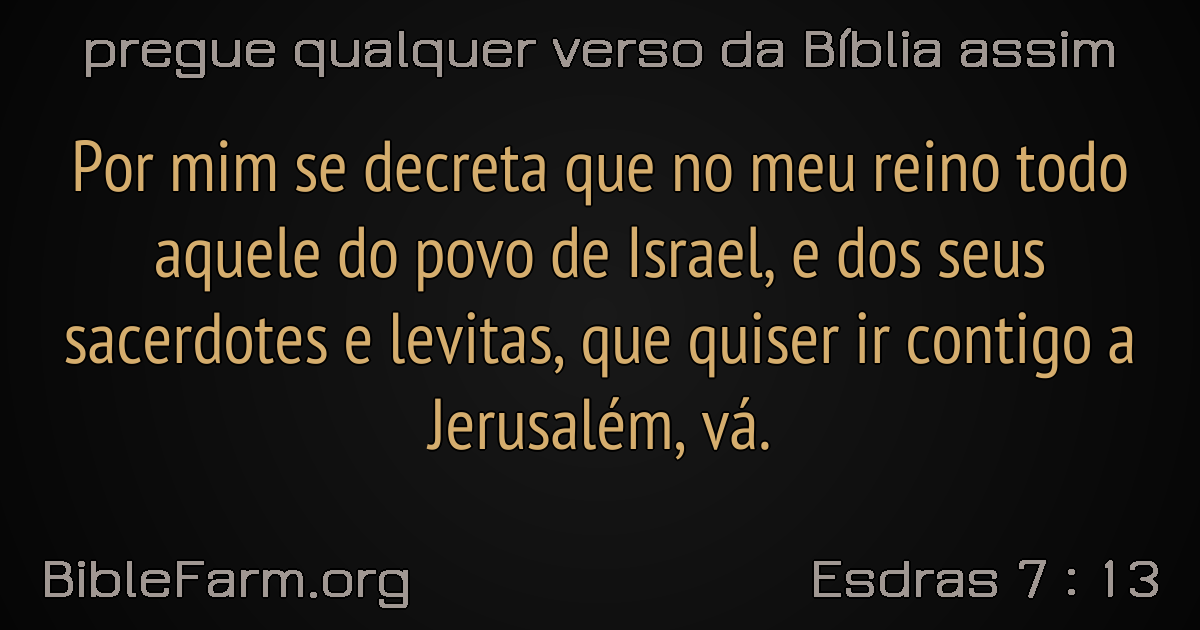 pregue qualquer verso da Bíblia assim
Por mim se decreta que no meu reino todo
aquele do povo de Israel, e dos seus
sacerdotes e levitas, que quiser ir contigo a
Jerusalém, vá.
BibleFarm.org
Esdras 7 : 13